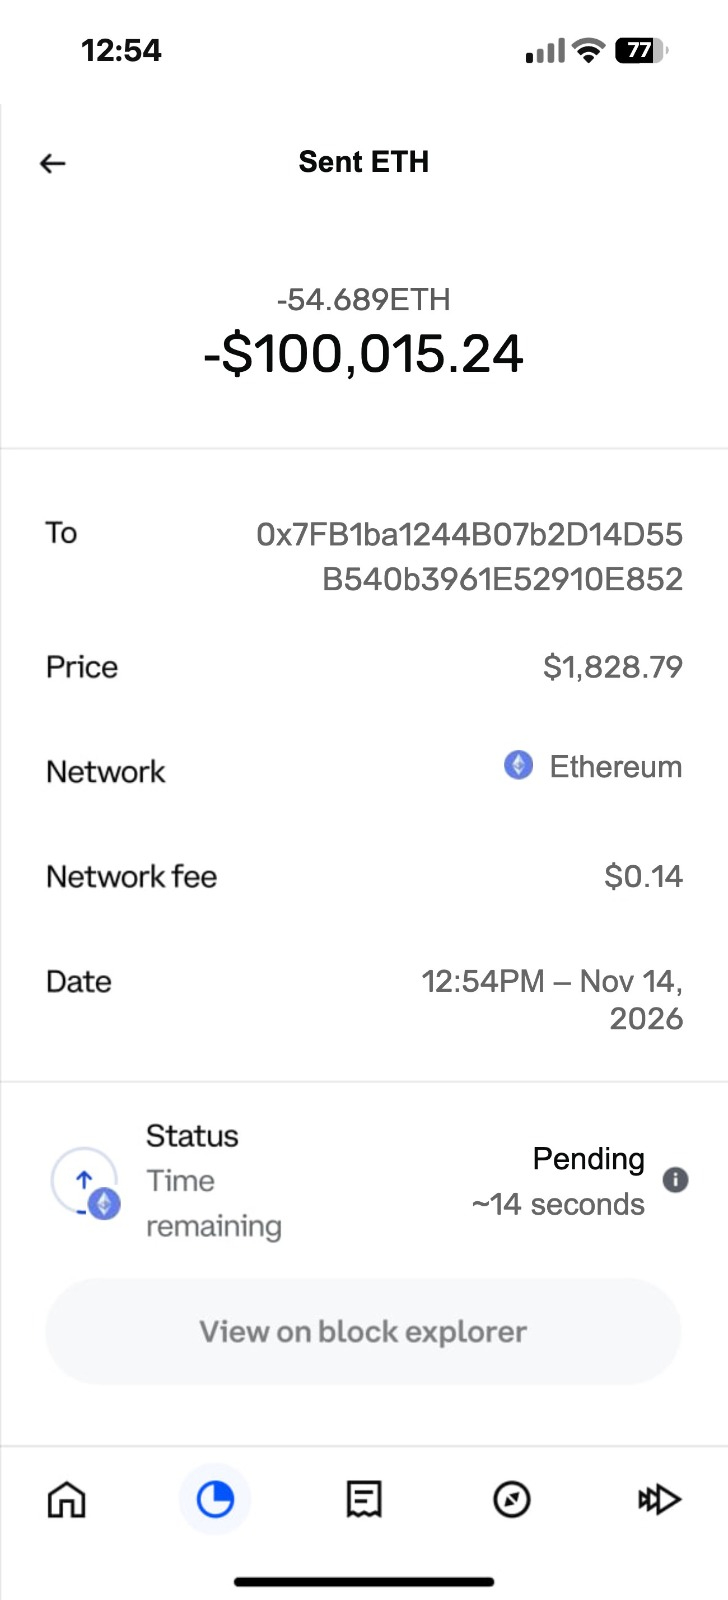 12:54
77
Sent ETH
-54.689ETH
-$100,015.24
To
0x7FB1ba1244B07b2D14D55
B540b3961E52910E852
Price
$1,828.79
Network
Ethereum
Network fee
$0.14
Date
12:54PM – Nov 14,
2026
Status
Pending
Time
remaining
~14 seconds
View on block explorer